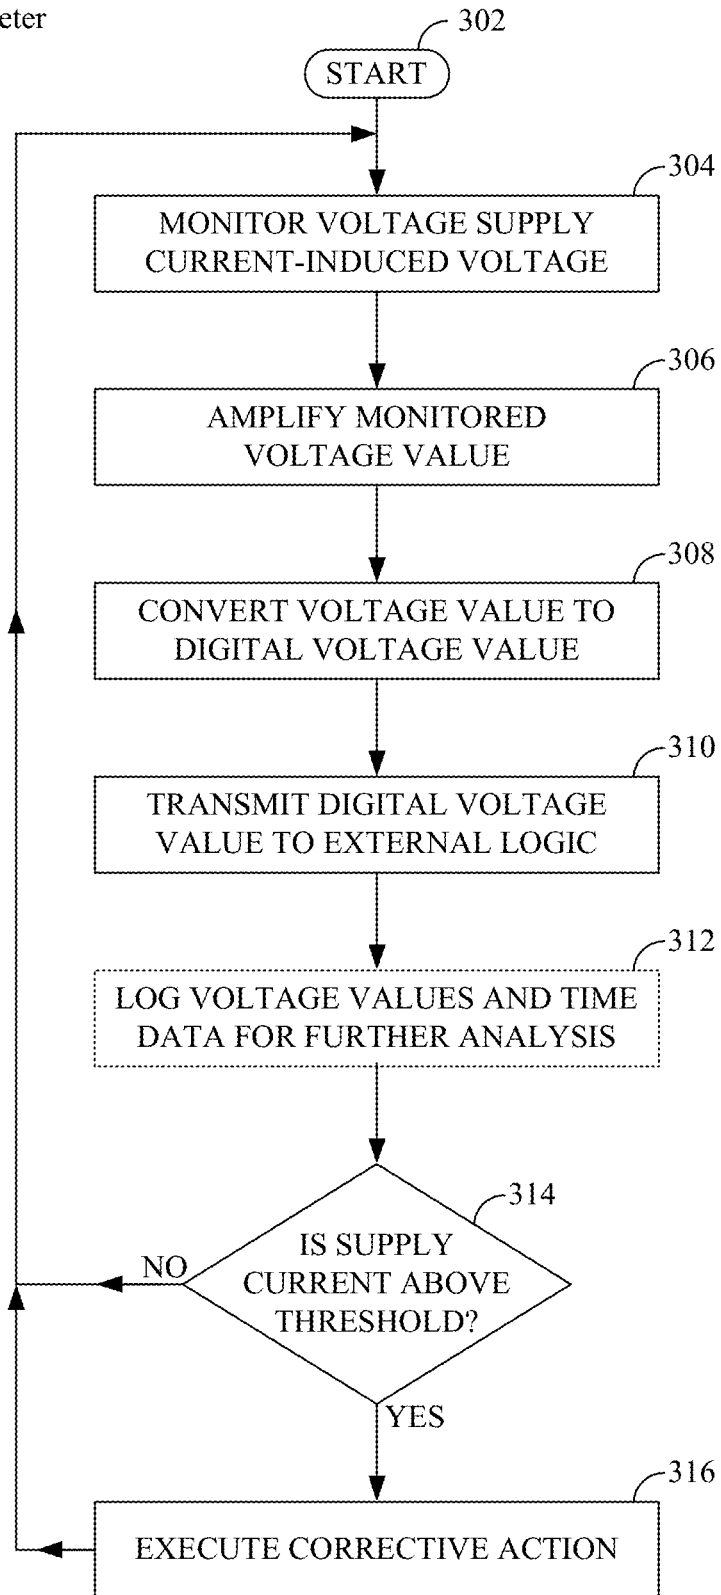 302
START
304
MONITOR VOLTAGE SUPPLY
CURRENT-INDUCED VOLTAGE
306
AMPLIFY MONITORED
VOLTAGE VALUE
308
CONVERT VOLTAGE VALUE TO
DIGITAL VOLTAGE VALUE
310
TRANSMIT DIGITAL VOLTAGE
VALUE TO EXTERNAL LOGIC
312
LOG VOLTAGE VALUES AND TIME
DATA FOR FURTHER ANALYSIS
314
IS SUPPLY
CURRENT ABOVE
THRESHOLD?
NO
YES
316
EXECUTE CORRECTIVE ACTION